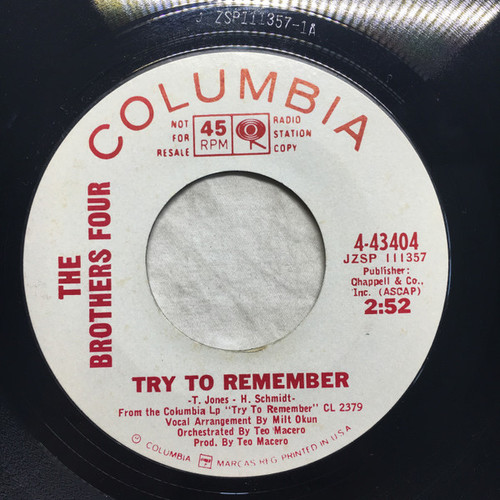 J ZSP111357-1A
COLUMBIA
NOT
FOR
RESALE
45
RPM
RADIO
STATION
COPY
THE
BROTHERS FOUR
4-43404
JZSP 111357
Publisher:
Chappell & Co.,
Inc. (ASCAP)
2:52
TRY TO REMEMBER
-T. Jones - H. Schmidt-
From the Columbia Lp "Try To Remember" CL 2379
Vocal Arrangement By Milt Okun
Orchestrated By Teo Macero
Prod. By Teo Macero
© COLUMBIA MARCAS REG. PRINTED IN U.S.A.